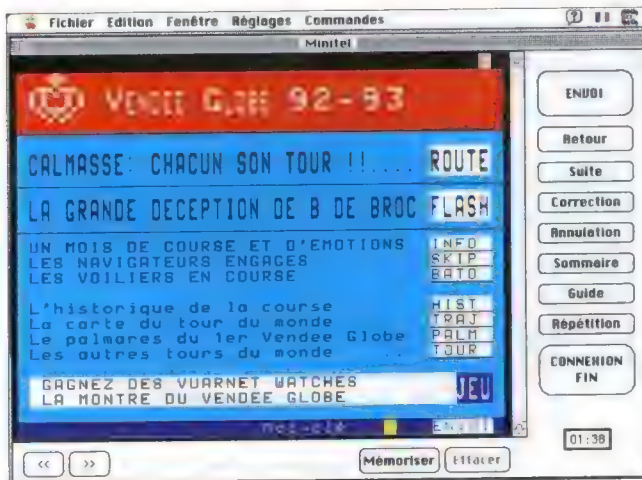 Fichier Edition Fenêtre Réglages Commandes
Minitel
VENDEE GLOBE 92-93
CALMASSE: CHACUN SON TOUR !!.... ROUTE
LA GRANDE DECEPTION DE B DE BROC FLASH
UN MOIS DE COURSE ET D'EMOTIONS INFO
LES NAVIGATEURS ENGAGES SKIP
LES VOILIERS EN COURSE BATO
L'historique de la course HIST
La carte du tour du monde TRAJ
Le palmares du 1er Vendee Globe PALM
Les autres tours du monde .. TOUR
GAGNEZ DES VUARNET WATCHES
LA MONTRE DU VENDEE GLOBE JEU
<< >>
Mémoriser Effacer
ENVOI
Retour
Suite
Correction
Annulation
Sommaire
Guide
Répétition
CONNEXION
FIN
01:38